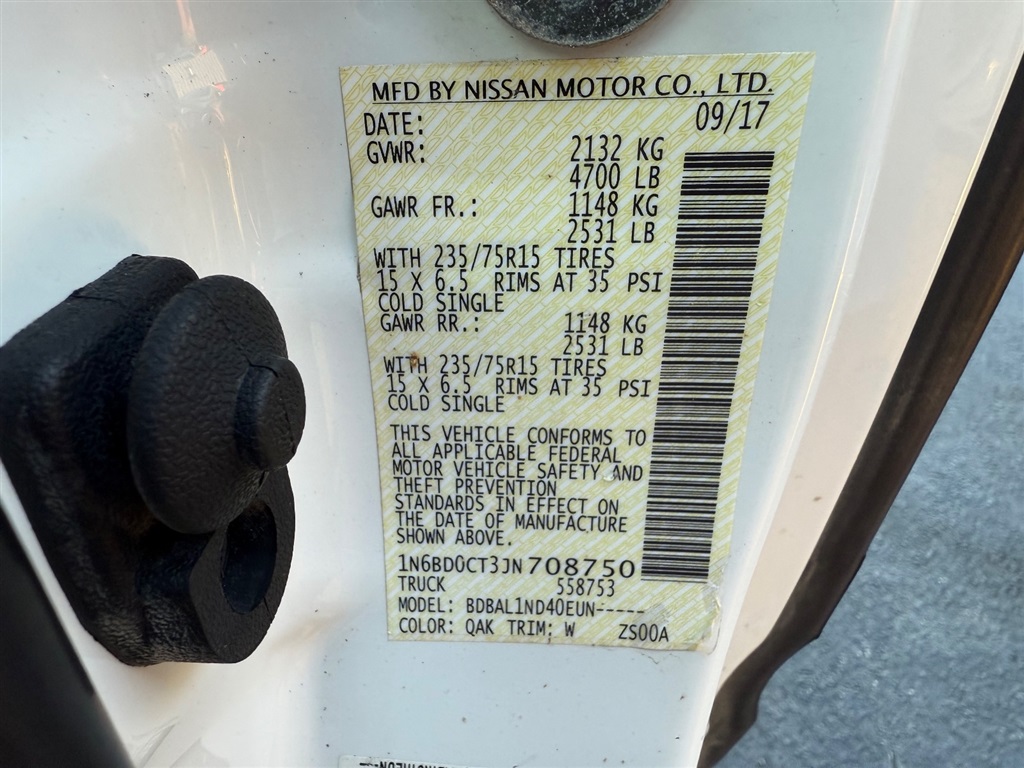 MFD BY NISSAN MOTOR CO., LTD.
DATE: 09/17
GVWR: 2132 KG
4700 LB
GAWR FR.: 1148 KG
2531 LB
WITH 235/75R15 TIRES
15 X 6.5 RIMS AT 35 PSI
COLD SINGLE
GAWR RR.: 1148 KG
2531 LB
WITH 235/75R15 TIRES
15 X 6.5 RIMS AT 35 PSI
COLD SINGLE
THIS VEHICLE CONFORMS TO
ALL APPLICABLE FEDERAL
MOTOR VEHICLE SAFETY AND
THEFT PREVENTION
STANDARDS IN EFFECT ON
THE DATE OF MANUFACTURE
SHOWN ABOVE.
1N6BD0CT3JN708750
TRUCK 558753
MODEL: BDBAL1ND40EUN-----
COLOR: QAK TRIM: W ZS00A